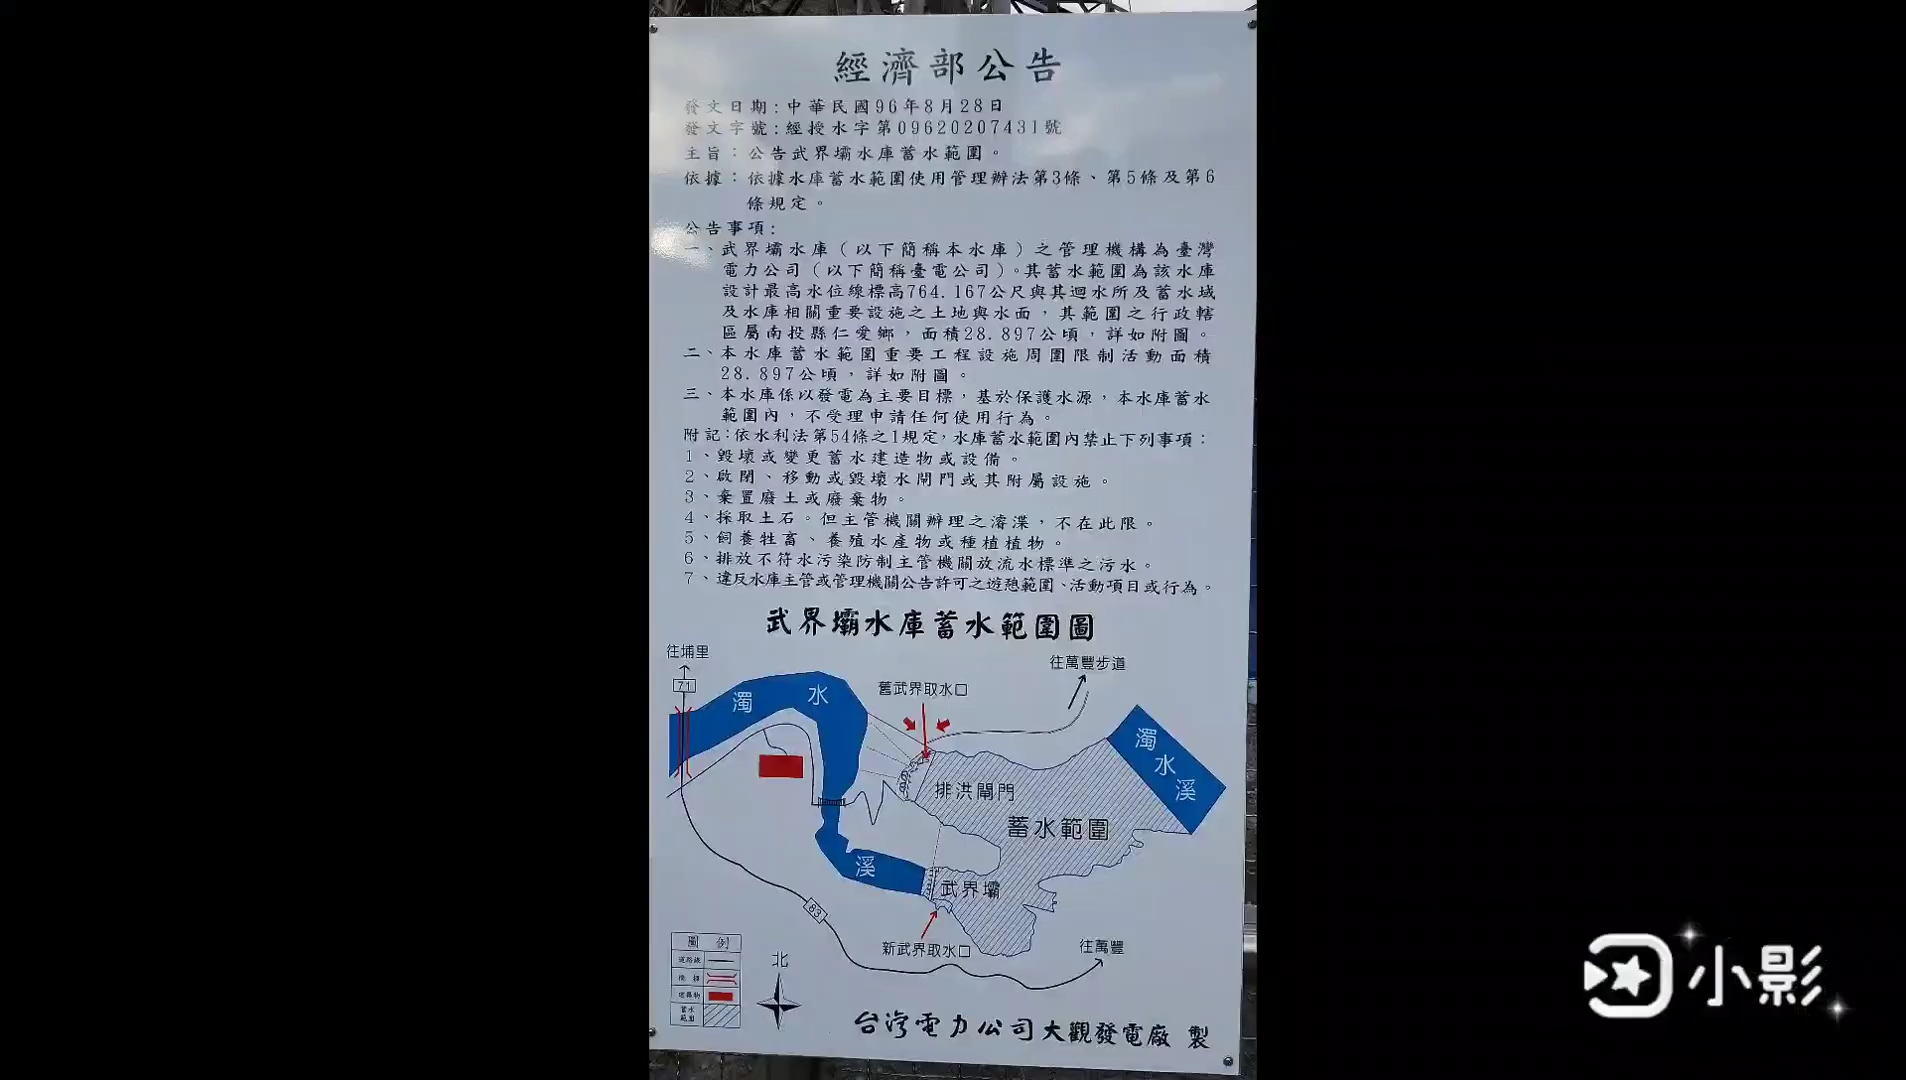 經濟部公告
發文日期:中華民國96年8月28日
發文字號:經授水字第09620207431號
主旨：公告武界壩水庫蓄水範圍。
依據：依據水庫蓄水範圍使用管理辦法第3條、第5條及第6
條規定。
公告事項:
一、武界壩水庫（以下簡稱本水庫）之管理機構為臺灣
電力公司（以下簡稱臺電公司）。其蓄水範圍為該水庫
設計最高水位線標高764.167公尺與其迴水所及蓄水域
及水庫相關重要設施之土地與水面，其範圍之行政轄
區屬南投縣仁愛鄉，面積28.897公頃，詳如附圖。
二、本水庫蓄水範圍重要工程設施周圍限制活動面積
28.897公頃，詳如附圖。
三、本水庫係以發電為主要目標，基於保護水源，本水庫蓄水
範圍內，不受理申請任何使用行為。
附記：依水利法第54條之1規定，水庫蓄水範圍內禁止下列事項：
1、毀壞或變更蓄水建造物或設備。
2、啟閉、移動或毀壞水閘門或其附屬設施。
3、棄置廢土或廢棄物。
4、採取土石。但主管機關辦理之濬渫，不在此限。
5、飼養牲畜、養殖水產物或種植植物。
6、排放不符水污染防制主管機關放流水標準之污水。
7、違反水庫主管或管理機關公告許可之遊憩範圍、活動項目或行為。
武界壩水庫蓄水範圍圖
往埔里
往萬豐步道
71
舊武界取水口
濁
水
濁
水
溪
排洪閘門
蓄水範圍
溪
武界壩
83
新武界取水口
往萬豐
圖 例
道路線
橋樑
建築物
蓄水
範圍
北
台灣電力公司大觀發電廠 製
小影